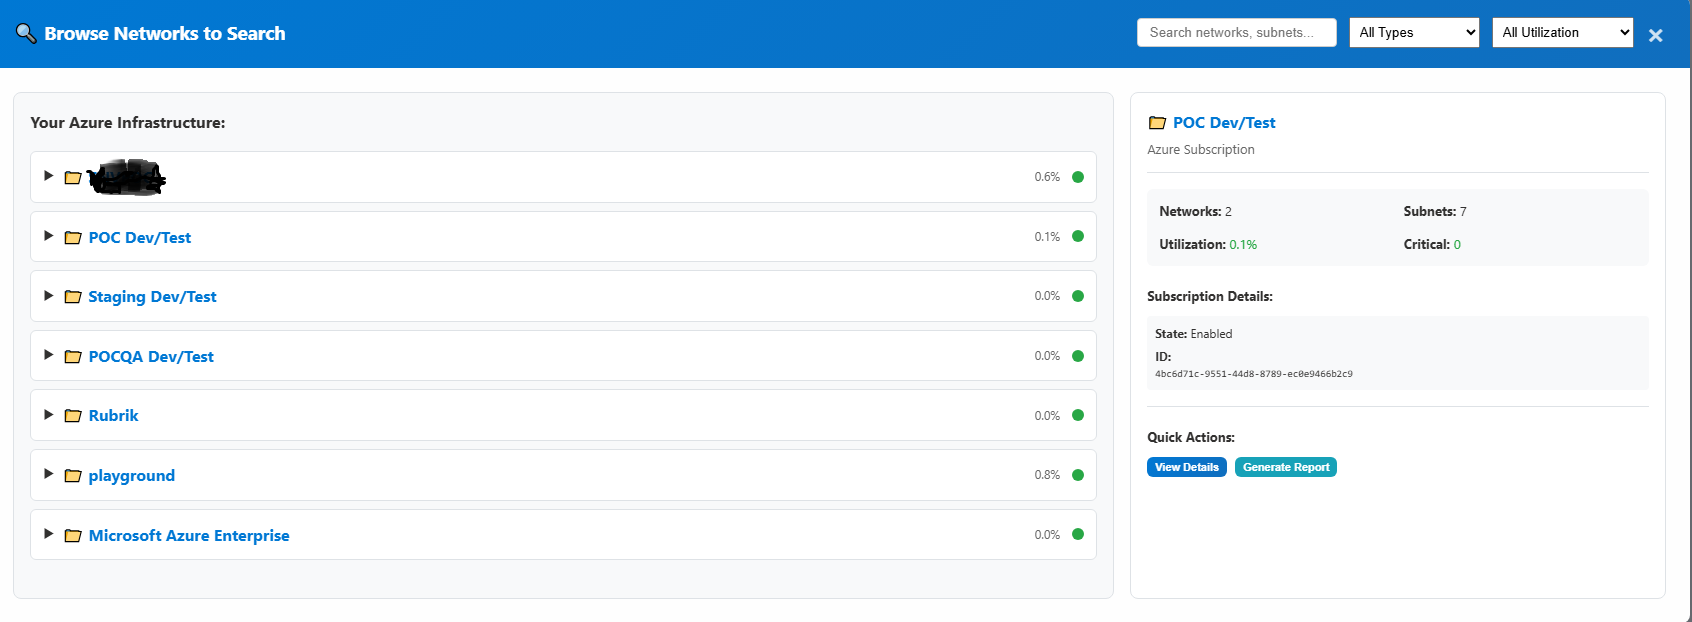 Browse Networks to Search
Search networks, subnets...
All Types
All Utilization
Your Azure Infrastructure:
0.6%
POC Dev/Test
0.1%
Staging Dev/Test
0.0%
POCQA Dev/Test
0.0%
Rubrik
0.0%
playground
0.8%
Microsoft Azure Enterprise
0.0%
POC Dev/Test
Azure Subscription
Networks: 2
Subnets: 7
Utilization: 0.1%
Critical: 0
Subscription Details:
State: Enabled
ID:
4bc6d71c-9551-44d8-8789-ec0e9466b2c9
Quick Actions:
View Details
Generate Report